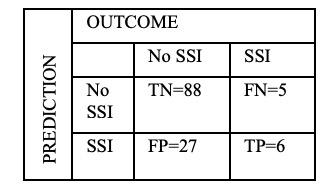 OUTCOME
PREDICTION
No SSI SSI
No SSI TN=88 FN=5
SSI FP=27 TP=6